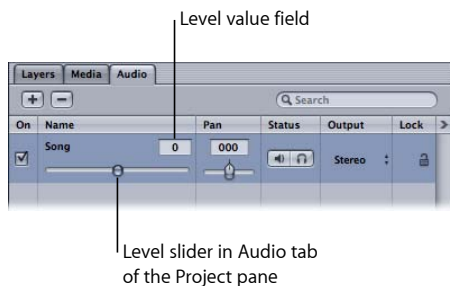 Level value field
Layers Media Audio
+ − Search
On Name Pan Status Output Lock >
Song 0 000 Stereo
Level slider in Audio tab
of the Project pane